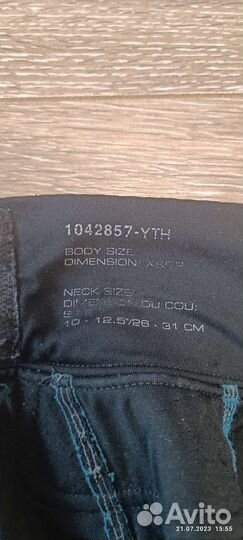 1042857-YTH
BODY SIZE:
DIMENSION:
NECK SIZE:
DIMENSION DU COU:
10 - 12.5"/26 - 31 CM
Avito
21.07.2023 15:55